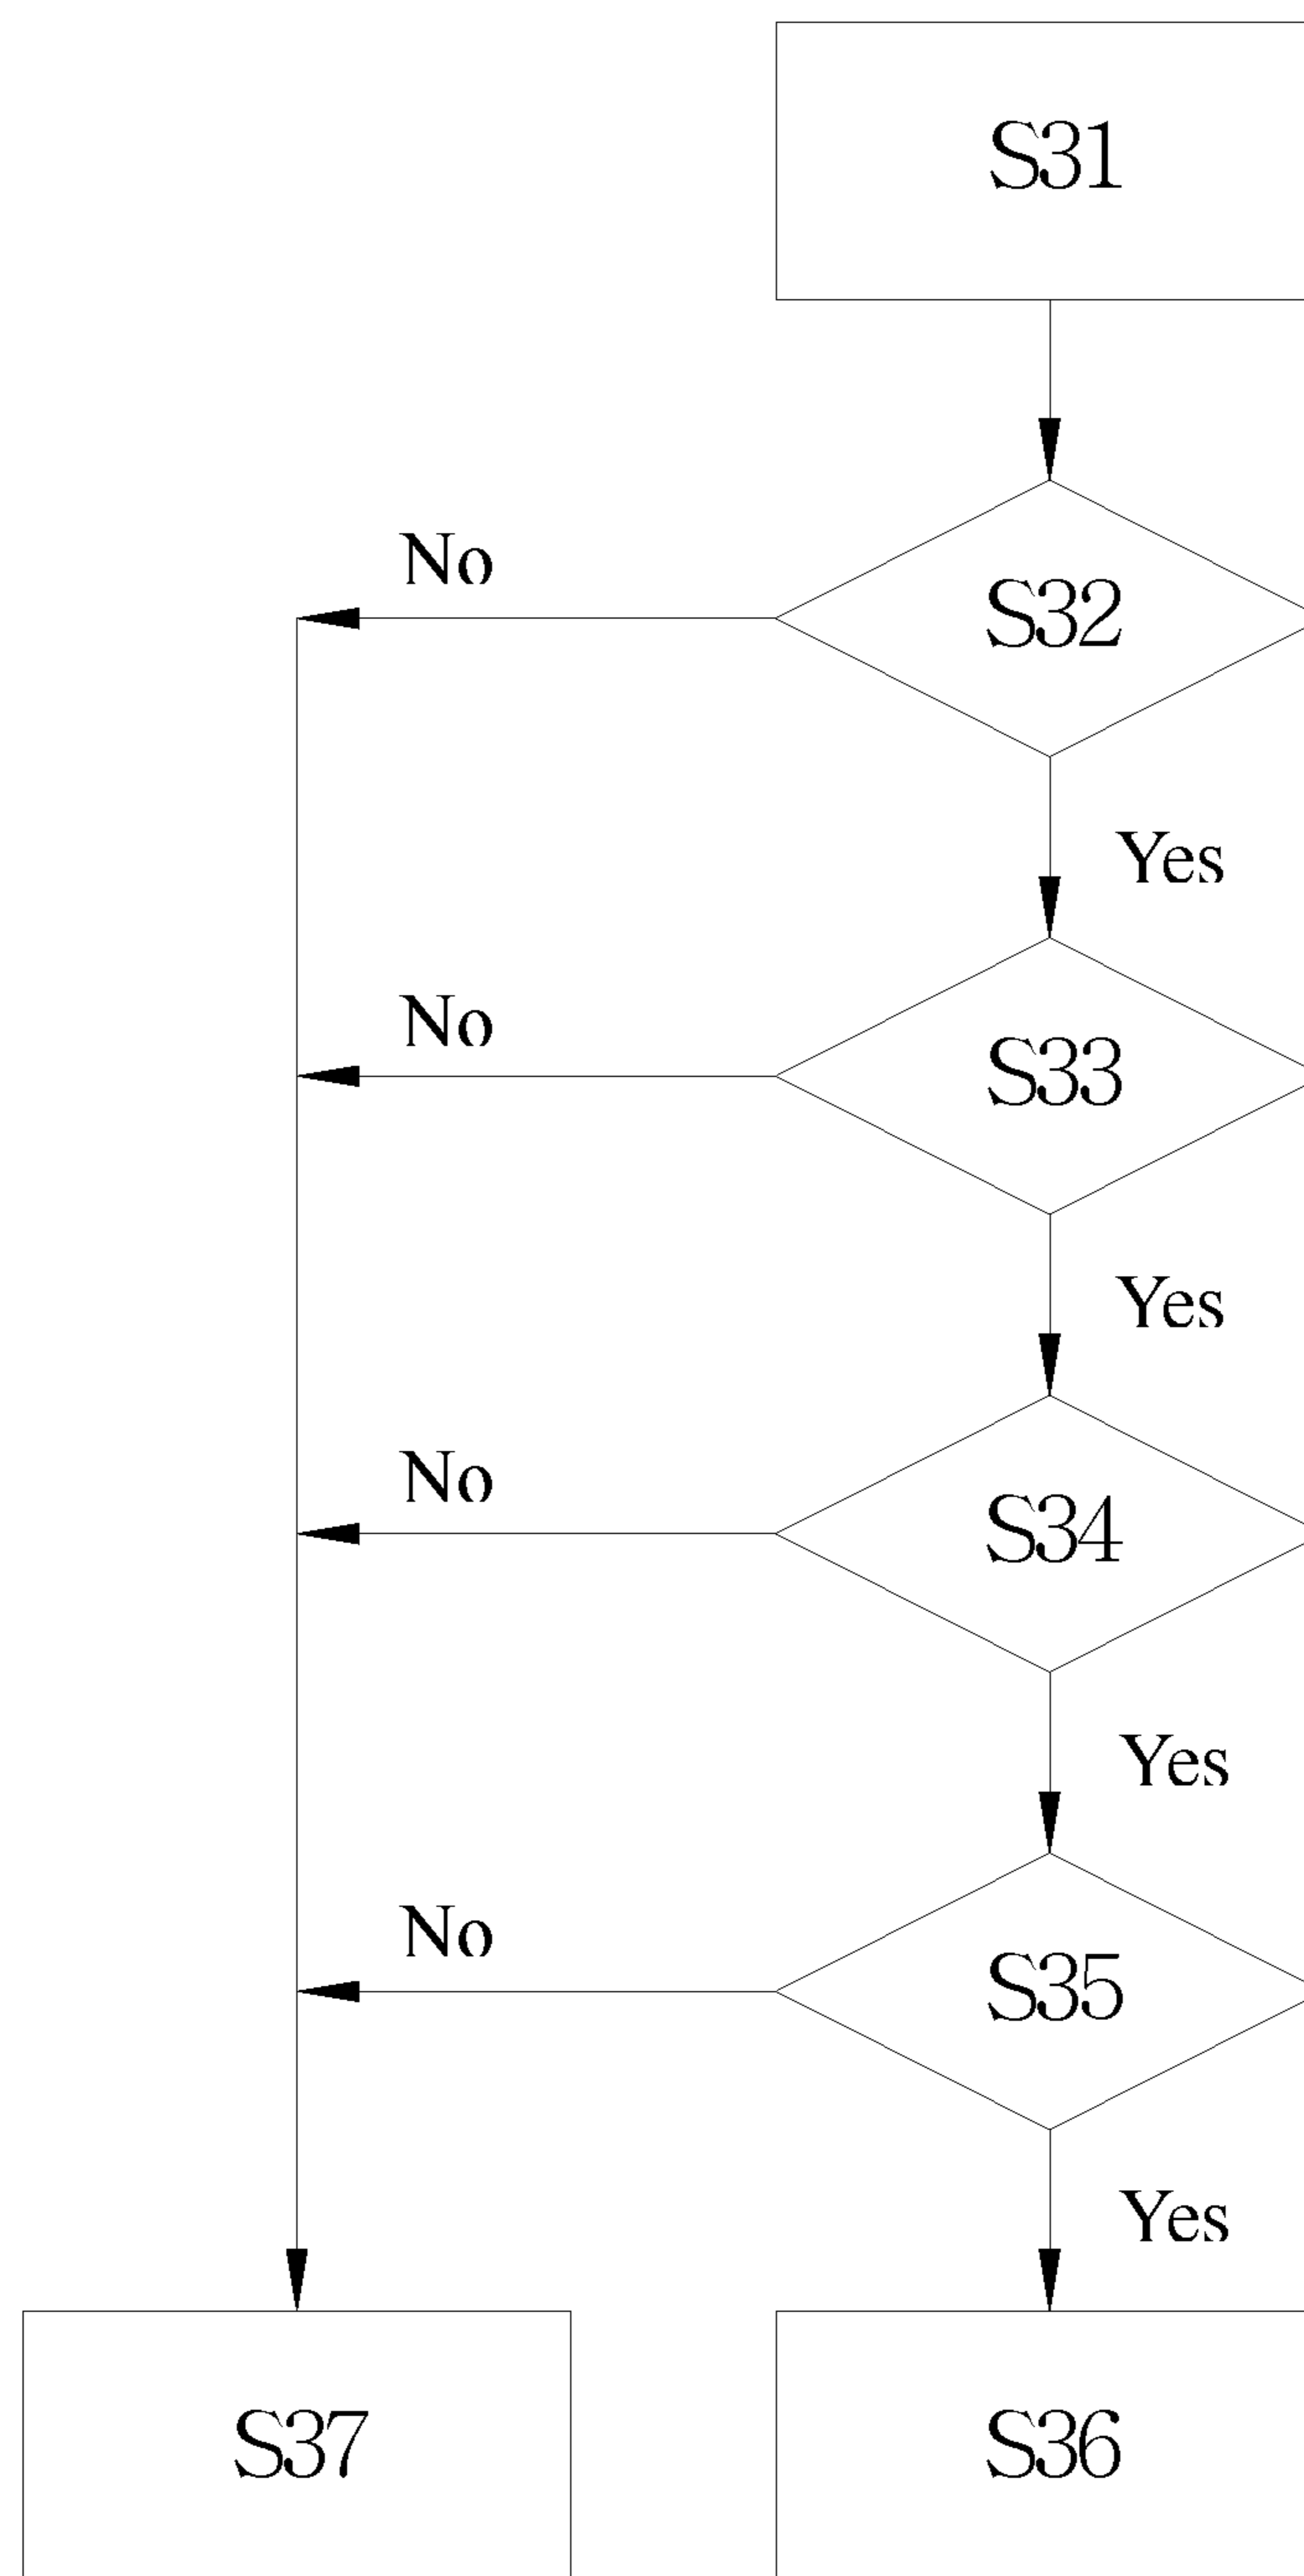 S31
No
S32
Yes
No
S33
Yes
No
S34
Yes
No
S35
Yes
S37
S36